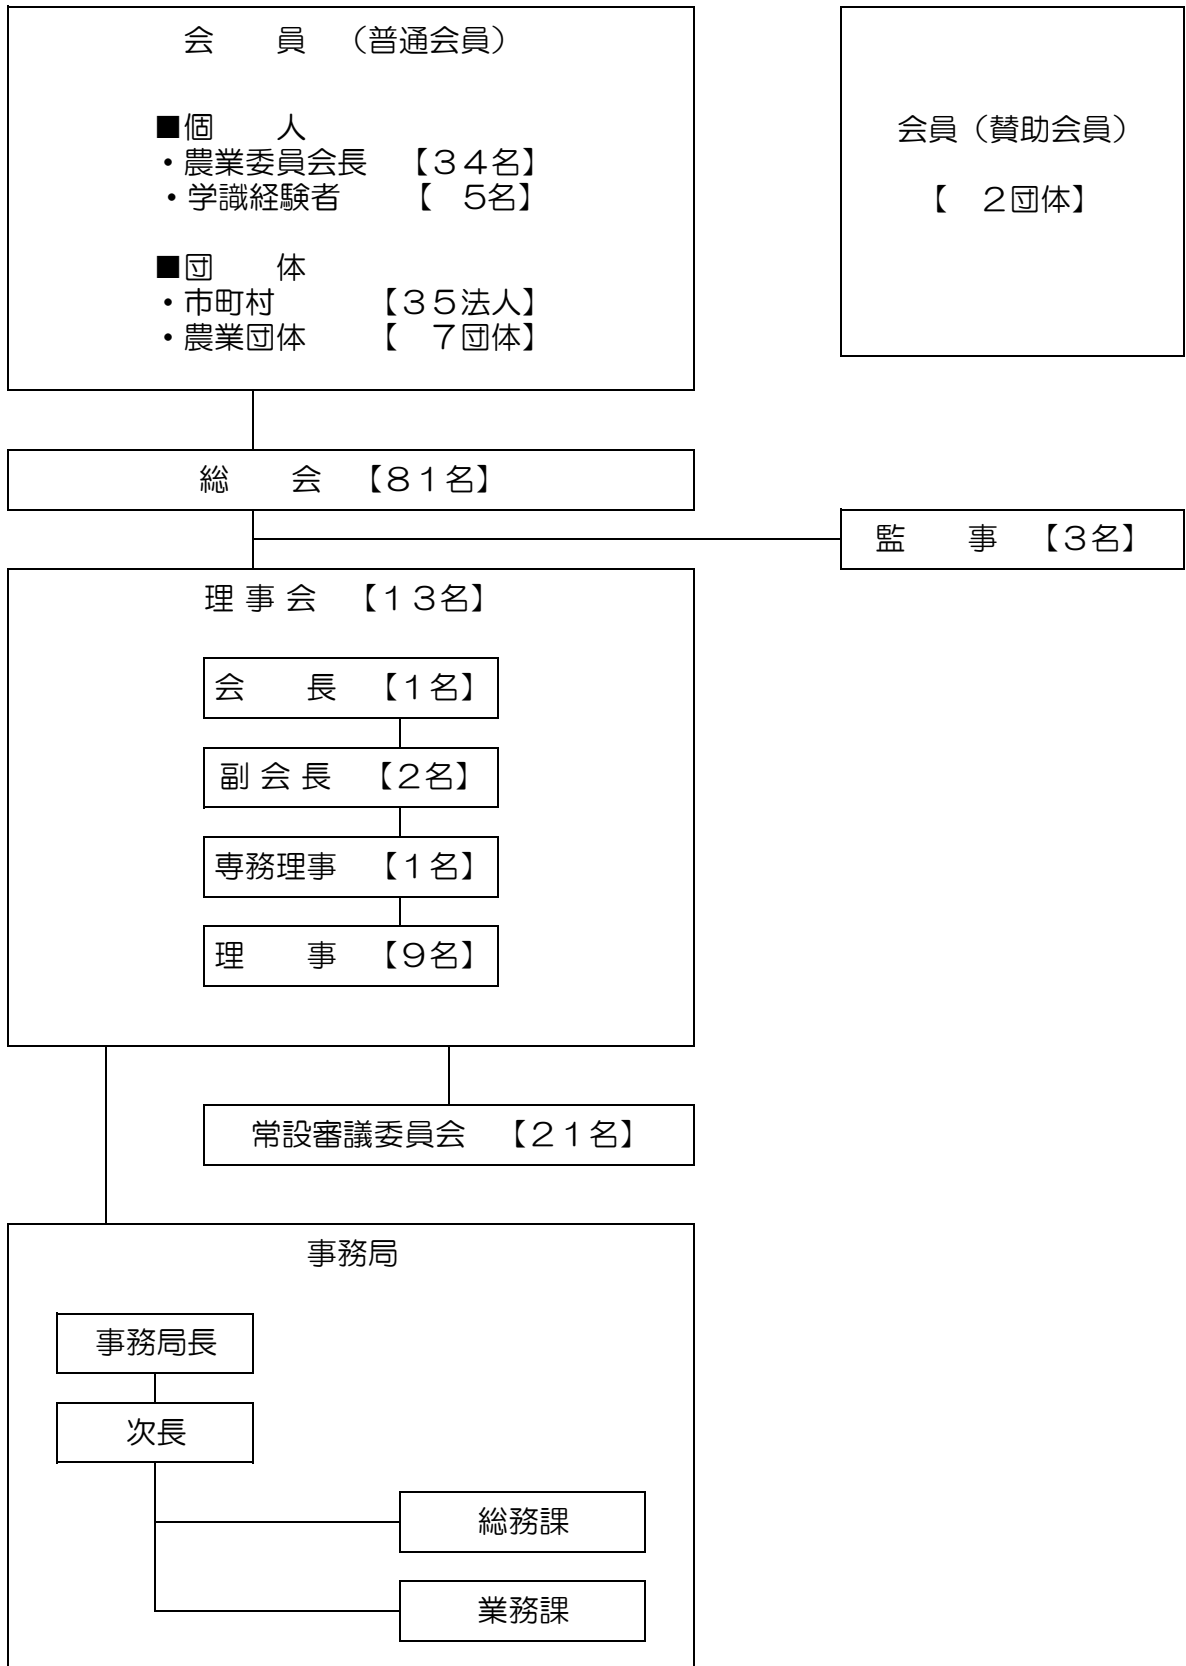 会　　員　（普通会員）
■個　　人
・農業委員会長　【３４名】
・学識経験者　　【　５名】
■団　　体
・市町村　　　【３５法人】
・農業団体　　【　７団体】
会員（賛助会員）
【　２団体】
総　　会　【８１名】
監　　事　【３名】
理 事 会　【１３名】
会　　長　【１名】
副 会 長　【２名】
専務理事　【１名】
理　　事　【９名】
常設審議委員会　【２１名】
事務局
事務局長
次長
総務課
業務課